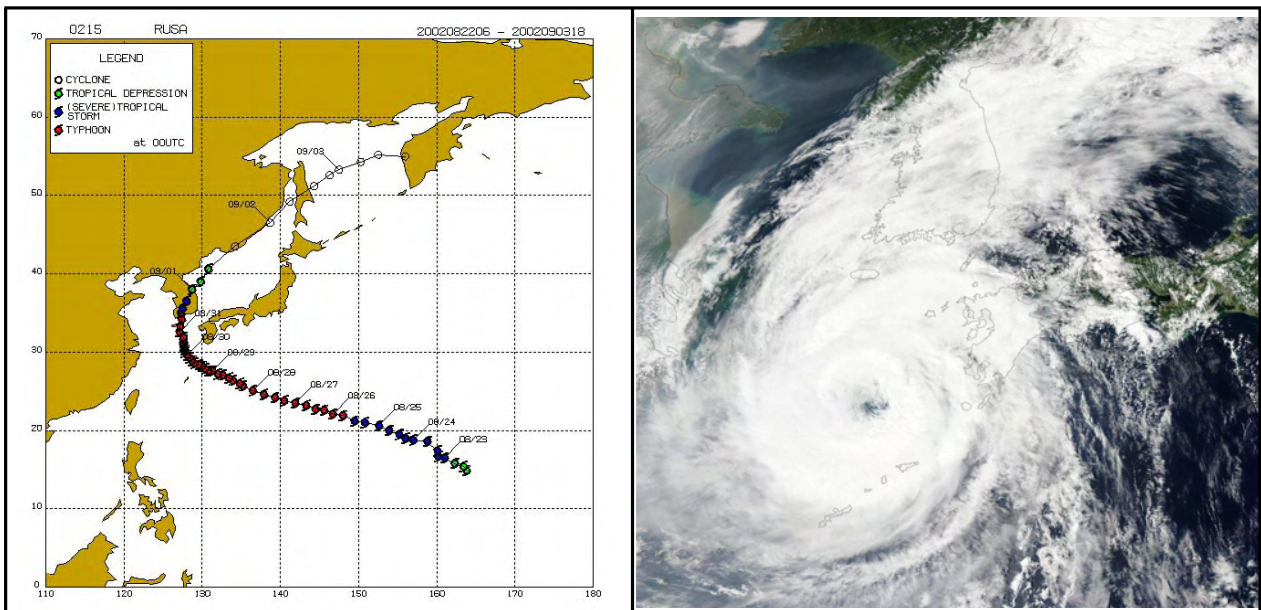 0215 RUSA 2002082206 - 2002090318
70
LEGEND
CYCLONE
TROPICAL DEPRESSION
(SEVERE)TROPICAL
STORM
TYPHOON
at 00UTC
60
09/03
50
09/02
40
09/01
08/31
08/30
30
08/29
08/28
08/27
08/26
08/25
20
08/24
08/23
10
0
110 120 130 140 150 160 170 180